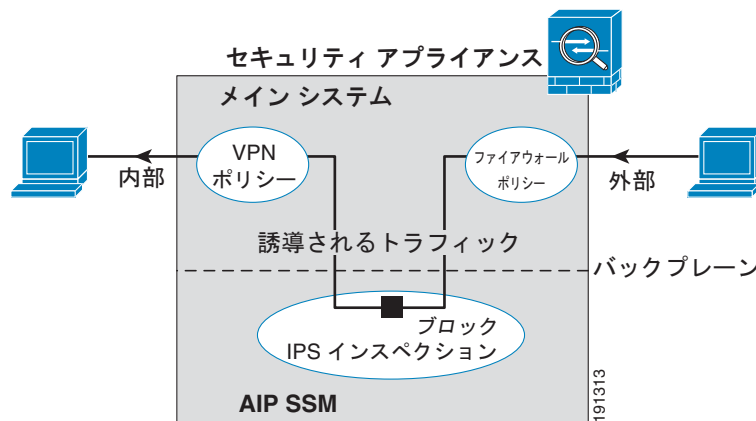 セキュリティ アプライアンス
メイン システム
VPN
ポリシー
ファイアウォール
ポリシー
内部
外部
誘導されるトラフィック
バックプレーン
ブロック
IPS インスペクション
AIP SSM
191313